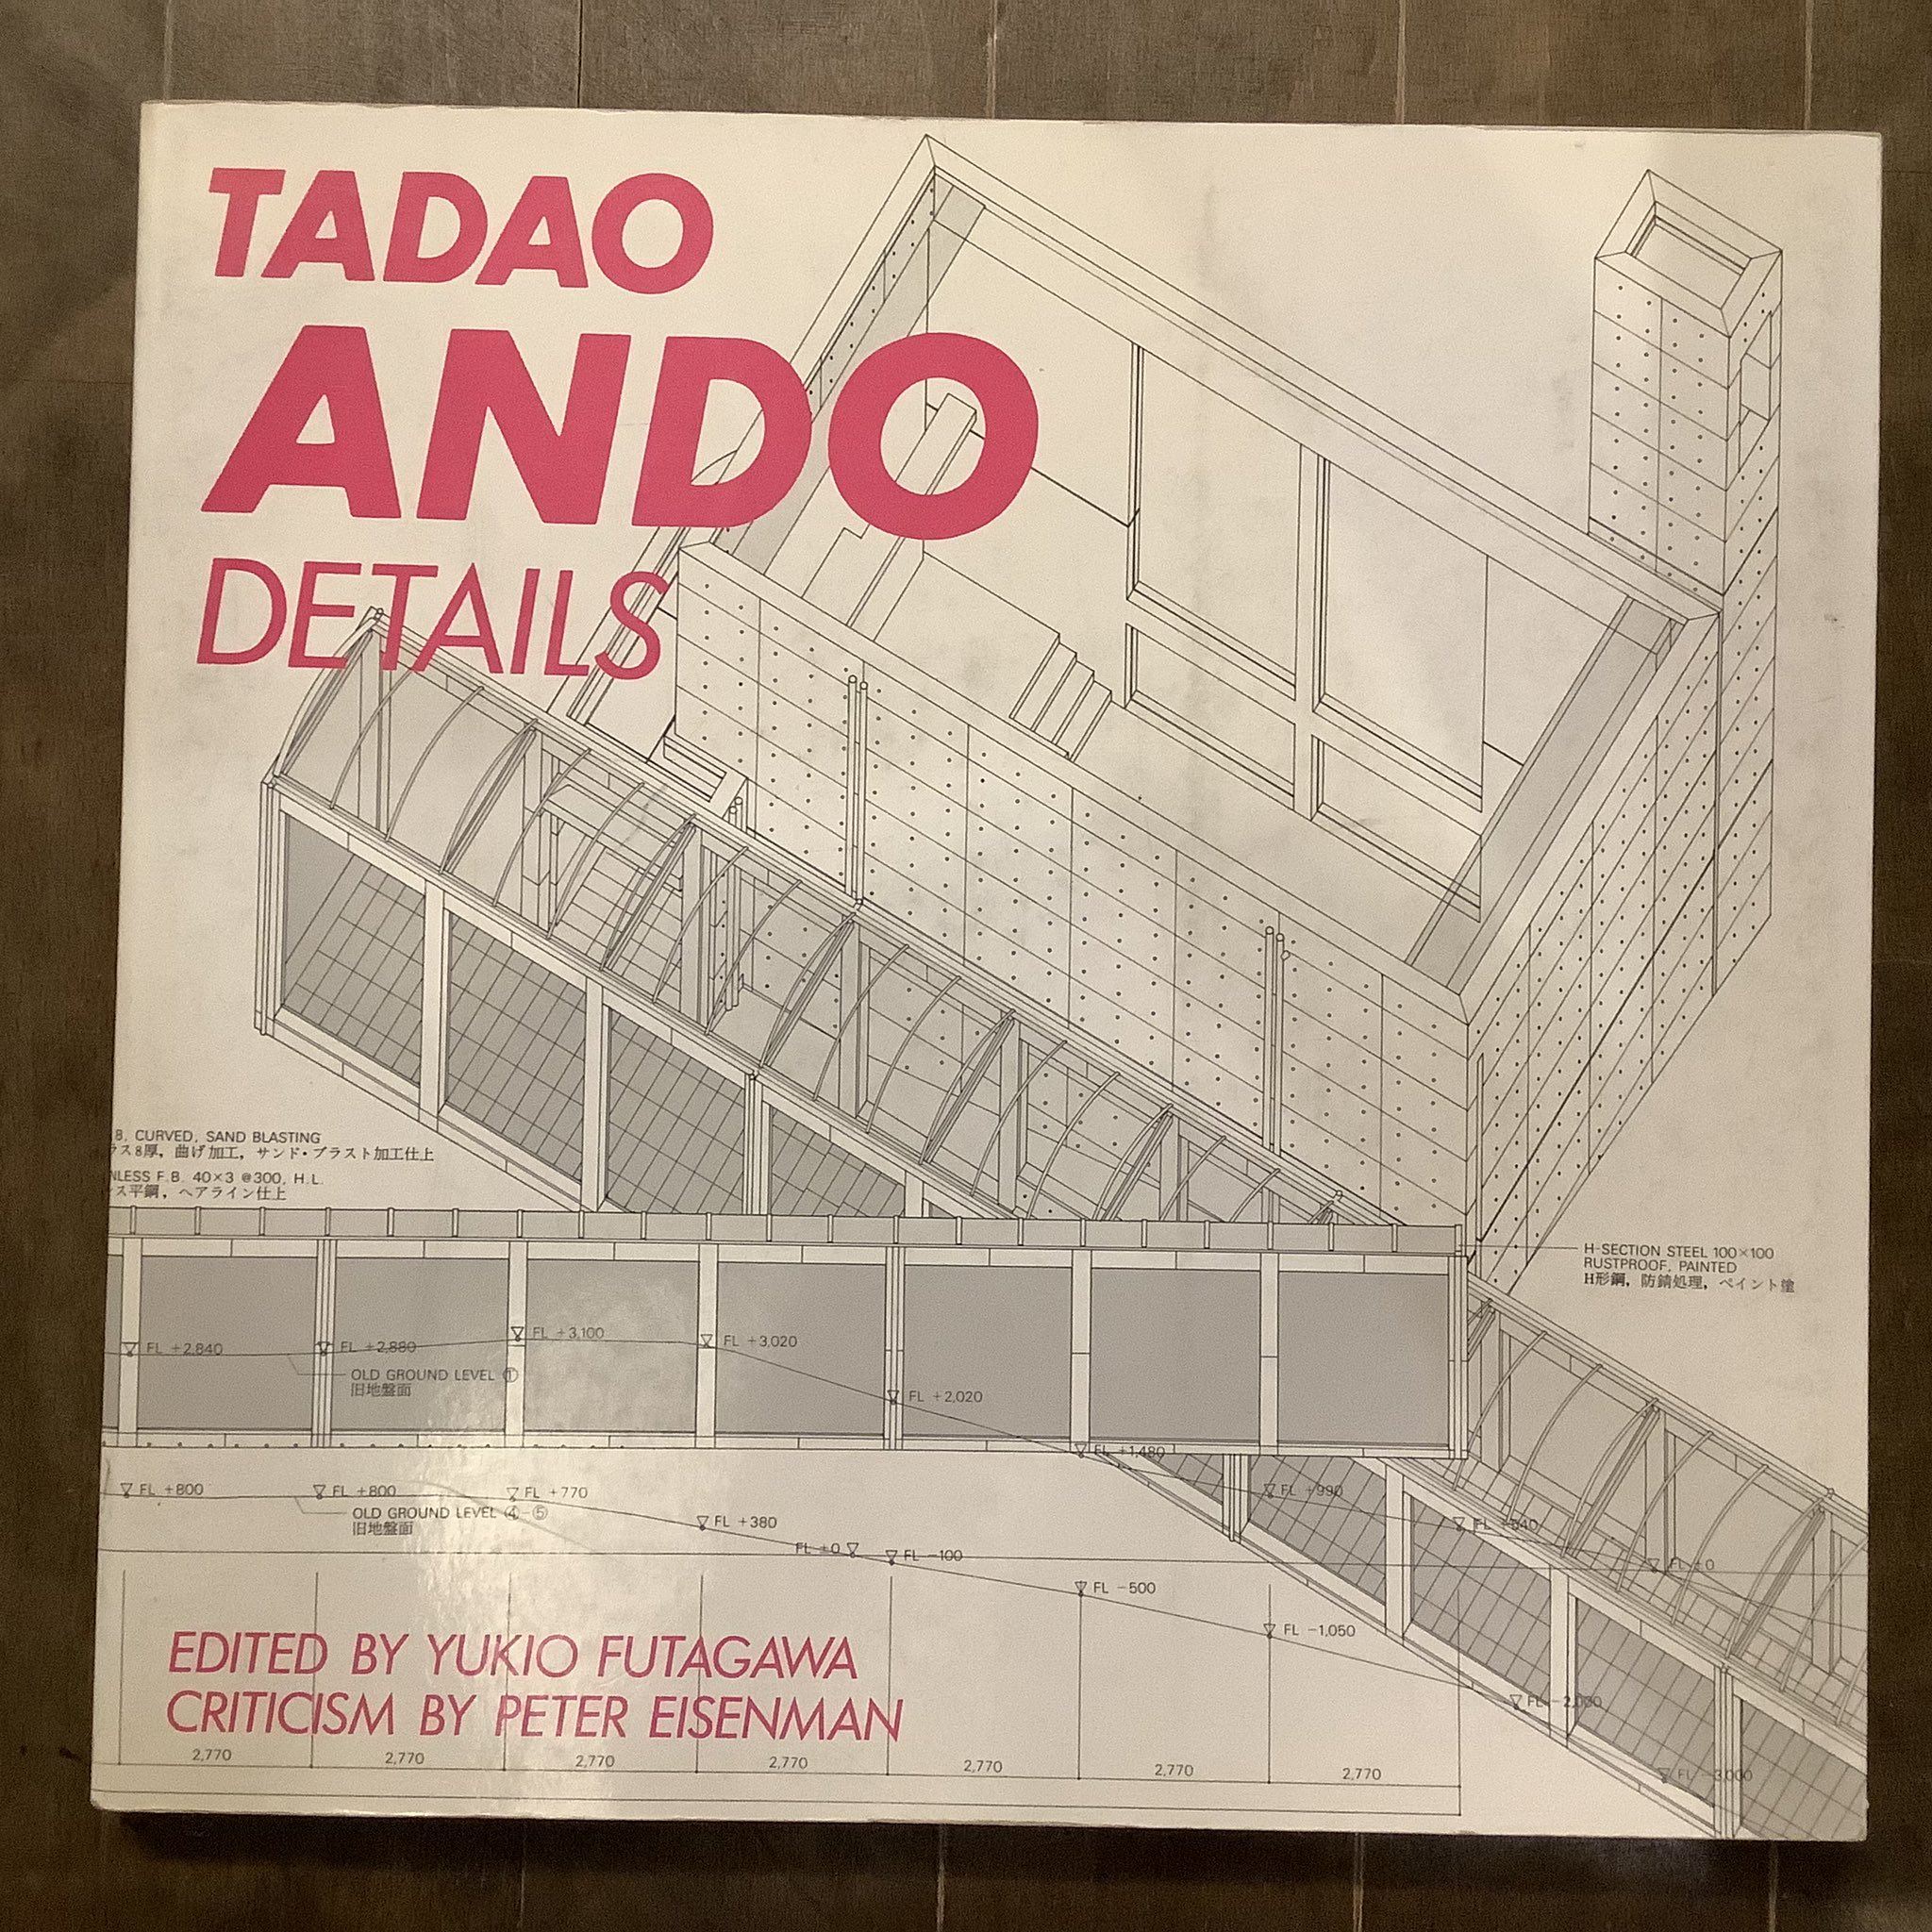 TADAO
ANDO
DETAILS
8, CURVED, SAND BLASTING
ラス8厚，曲げ加工，サンド・ブラスト加工仕上
NLESS F.B. 40×3 @300, H.L.
ス平鋼，ヘアライン仕上
H-SECTION STEEL 100×100
RUSTPROOF, PAINTED
H形鋼，防錆処理，ペイント塗
FL +2,840
FL +2,880
FL +3,100
FL +3,020
OLD GROUND LEVEL ①
旧地盤面
FL +2,020
FL +1,480
FL +800
FL +800
FL +770
FL +990
OLD GROUND LEVEL ④-⑤
旧地盤面
FL +380
FL ±0
FL -100
FL ±0
FL -500
FL -1,050
EDITED BY YUKIO FUTAGAWA
CRITICISM BY PETER EISENMAN
FL -3,000
2,770
2,770
2,770
2,770
2,770
2,770
2,770